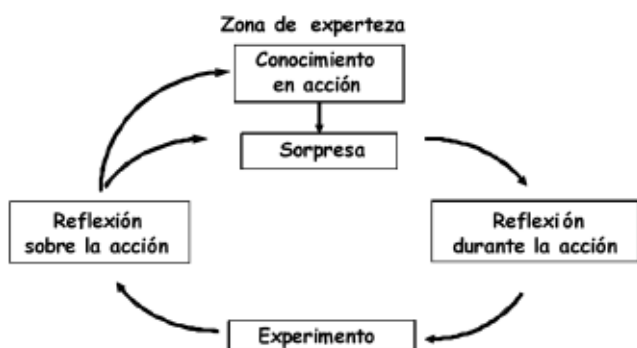 Zona de experteza
Conocimiento
en acción
Sorpresa
Reflexión
sobre la acción
Reflexión
durante la acción
Experimento